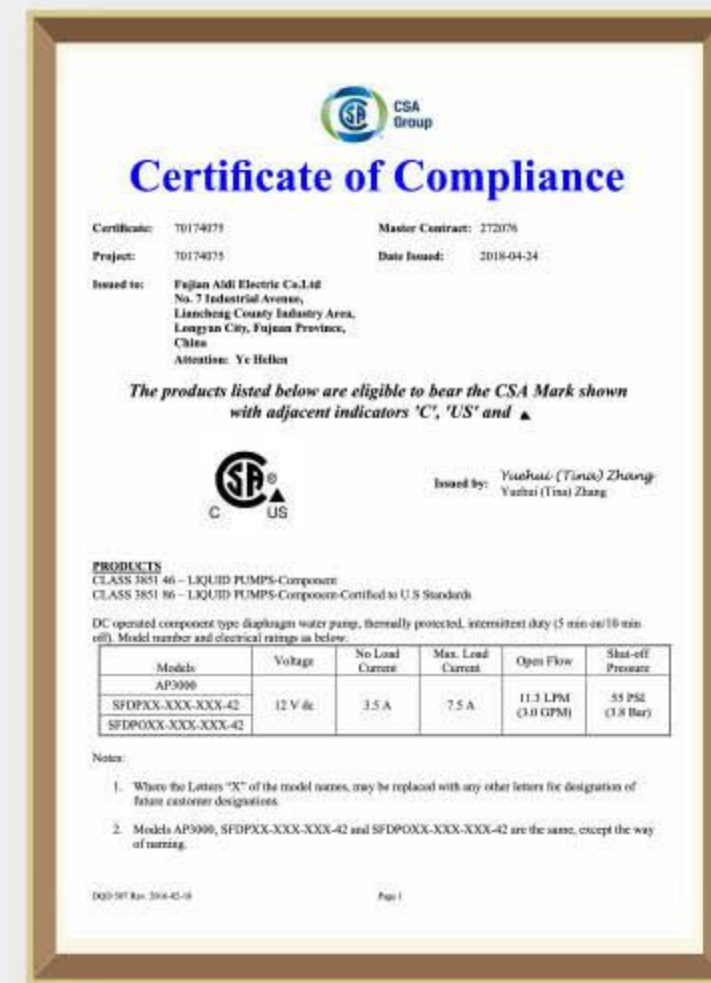 CSA
Group
Certificate of Compliance
Certificate: 70174075 Master Contract: 272076
Project: 70174075 Date Issued: 2018-04-24
Issued to: Fujian Aidi Electric Co.Ltd
No. 7 Industrial Avenue,
Liancheng County Industry Area,
Longyan City, Fujuan Province,
China
Attention: Ye Hellen
The products listed below are eligible to bear the CSA Mark shown
with adjacent indicators 'C', 'US' and ▲
C US
®
Issued by: Yuehui (Tina) Zhang
Yuehui (Tina) Zhang
PRODUCTS
CLASS 3851 46 – LIQUID PUMPS-Component
CLASS 3851 86 – LIQUID PUMPS-Component-Certified to U.S Standards
DC operated component type diaphragm water pump, thermally protected, intermittent duty (5 min on/10 min
off). Model number and electrical ratings as below:
Models Voltage No Load Current Max. Load Current Open Flow Shut-off Pressure
AP3000
SFDPXX-XXX-XXX-42 12 V dc 3.5 A 7.5 A 11.3 LPM (3.0 GPM) 55 PSI (3.8 Bar)
SFDPOXX-XXX-XXX-42
Notes:
1. Where the Letters "X" of the model names, may be replaced with any other letters for designation of
future customer designations.
2. Models AP3000, SFDPXX-XXX-XXX-42 and SFDPOXX-XXX-XXX-42 are the same, except the way
of naming.
DQD 507 Rev. Page 1